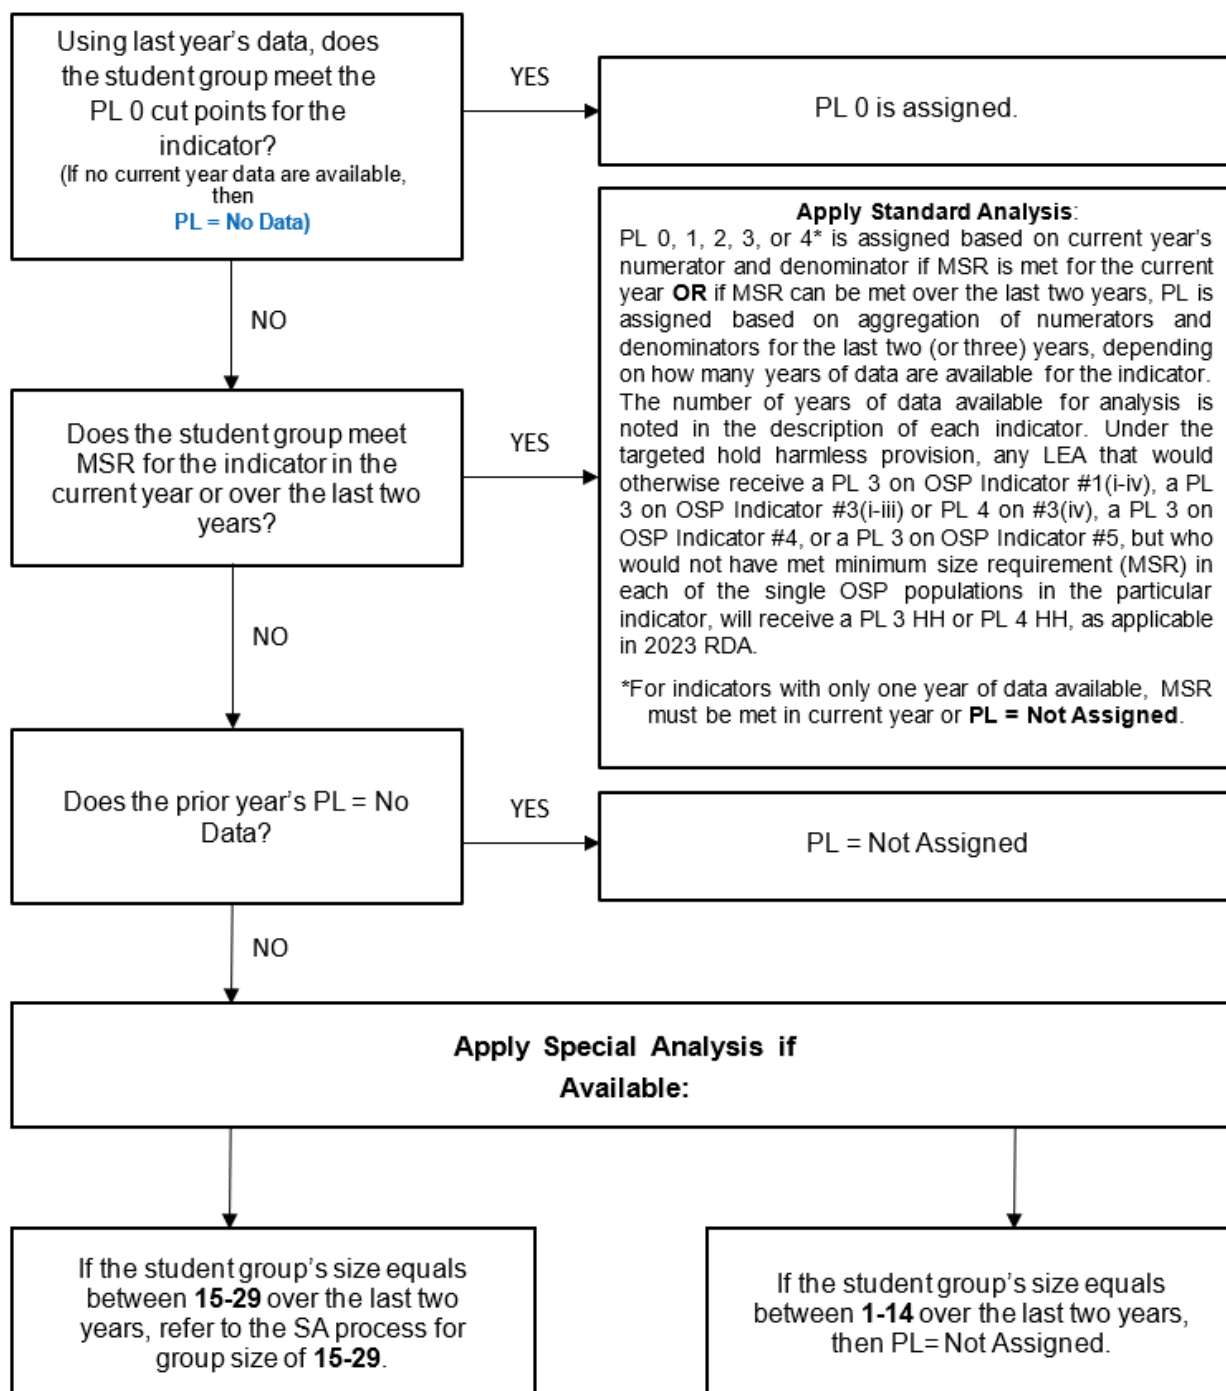 Using last year's data, does
the student group meet the
PL 0 cut points for the
indicator?
(If no current year data are available,
then
PL = No Data)
YES
PL 0 is assigned.
NO
Apply Standard Analysis:
PL 0, 1, 2, 3, or 4* is assigned based on current year's
numerator and denominator if MSR is met for the current
year OR if MSR can be met over the last two years, PL is
assigned based on aggregation of numerators and
denominators for the last two (or three) years, depending
on how many years of data are available for the indicator.
The number of years of data available for analysis is
noted in the description of each indicator. Under the
targeted hold harmless provision, any LEA that would
otherwise receive a PL 3 on OSP Indicator #1(i-iv), a PL
3 on OSP Indicator #3(i-iii) or PL 4 on #3(iv), a PL 3 on
OSP Indicator #4, or a PL 3 on OSP Indicator #5, but who
would not have met minimum size requirement (MSR) in
each of the single OSP populations in the particular
indicator, will receive a PL 3 HH or PL 4 HH, as applicable
in 2023 RDA.
*For indicators with only one year of data available, MSR
must be met in current year or PL = Not Assigned.
Does the student group meet
MSR for the indicator in the
current year or over the last two
years?
YES
NO
Does the prior year's PL = No
Data?
YES
PL = Not Assigned
NO
Apply Special Analysis if
Available:
If the student group's size equals
between 15-29 over the last two
years, refer to the SA process for
group size of 15-29.
If the student group's size equals
between 1-14 over the last two years,
then PL= Not Assigned.